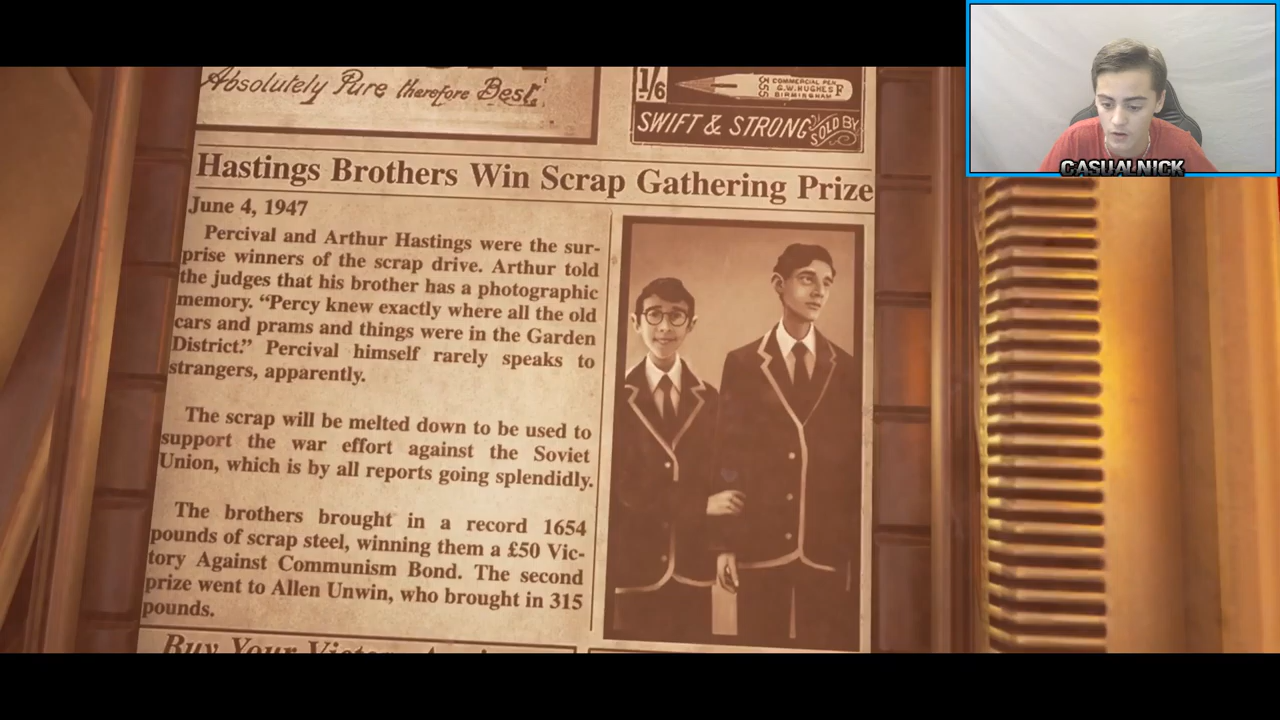 Absolutely Pure therefore Best.
1/6
COMMERCIAL PEN
G.W. HUGHES
BIRMINGHAM
F
SWIFT & STRONG
SOLD BY
CASUALNICK
Hastings Brothers Win Scrap Gathering Prize
June 4, 1947
Percival and Arthur Hastings were the sur-
prise winners of the scrap drive. Arthur told
the judges that his brother has a photographic
memory. “Percy knew exactly where all the old
cars and prams and things were in the Garden
District.” Percival himself rarely speaks to
strangers, apparently.
The scrap will be melted down to be used to
support the war effort against the Soviet
Union, which is by all reports going splendidly.
The brothers brought in a record 1654
pounds of scrap steel, winning them a £50 Vic-
tory Against Communism Bond. The second
prize went to Allen Unwin, who brought in 315
pounds.
Buy Your